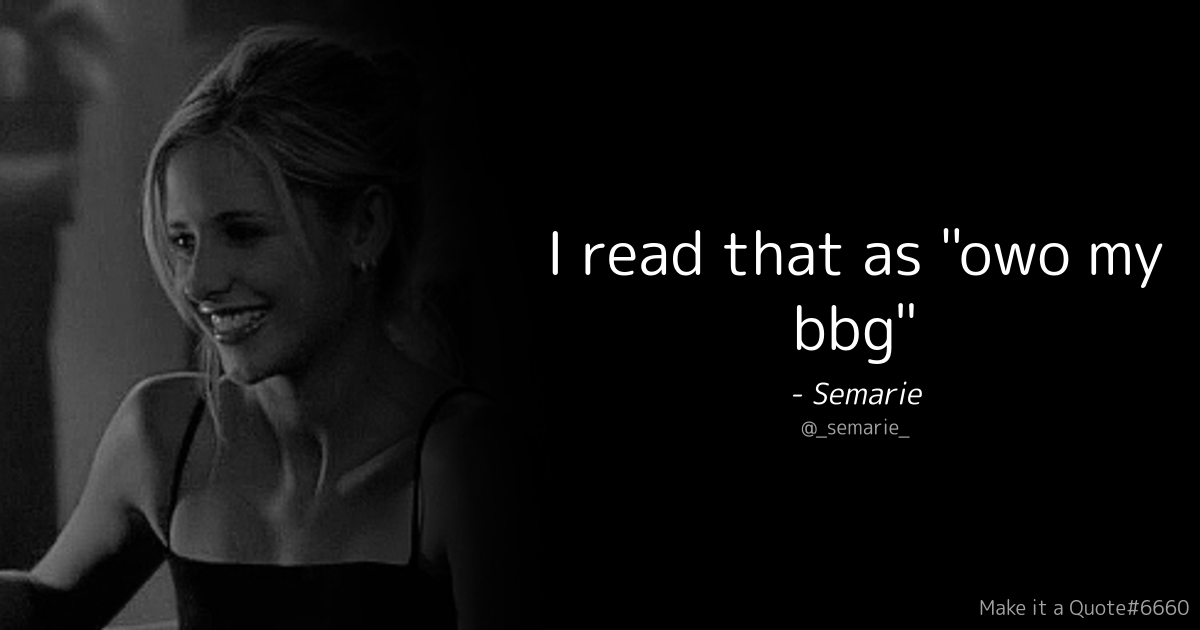 I read that as "owo my
bbg"
- Semarie
@_semarie_
Make it a Quote#6660